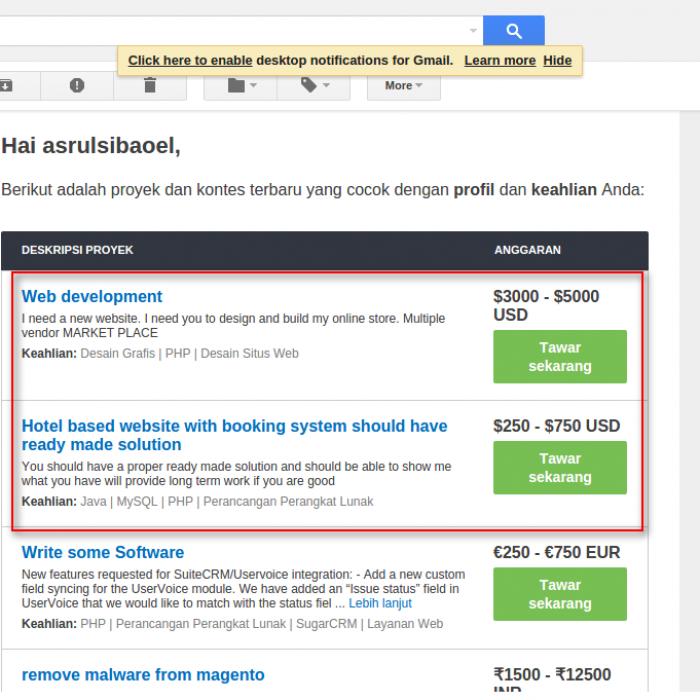 Click here to enable desktop notifications for Gmail. Learn more Hide
More
Hai asrulsibaoel,
Berikut adalah proyek dan kontes terbaru yang cocok dengan profil dan keahlian Anda:
DESKRIPSI PROYEK ANGGARAN
Web development
I need a new website. I need you to design and build my online store. Multiple
vendor MARKET PLACE
Keahlian: Desain Grafis | PHP | Desain Situs Web
$3000 - $5000
USD
Tawar
sekarang
Hotel based website with booking system should have
ready made solution
You should have a proper ready made solution and should be able to show me
what you have will provide long term work if you are good
Keahlian: Java | MySQL | PHP | Perancangan Perangkat Lunak
$250 - $750 USD
Tawar
sekarang
Write some Software
New features requested for SuiteCRM/Uservoice integration: - Add a new custom
field syncing for the UserVoice module. We have added an “Issue status” field in
UserVoice that we would like to match with the status fiel ... Lebih lanjut
Keahlian: PHP | Perancangan Perangkat Lunak | SugarCRM | Layanan Web
€250 - €750 EUR
Tawar
sekarang
remove malware from magento
₹1500 - ₹12500
INR